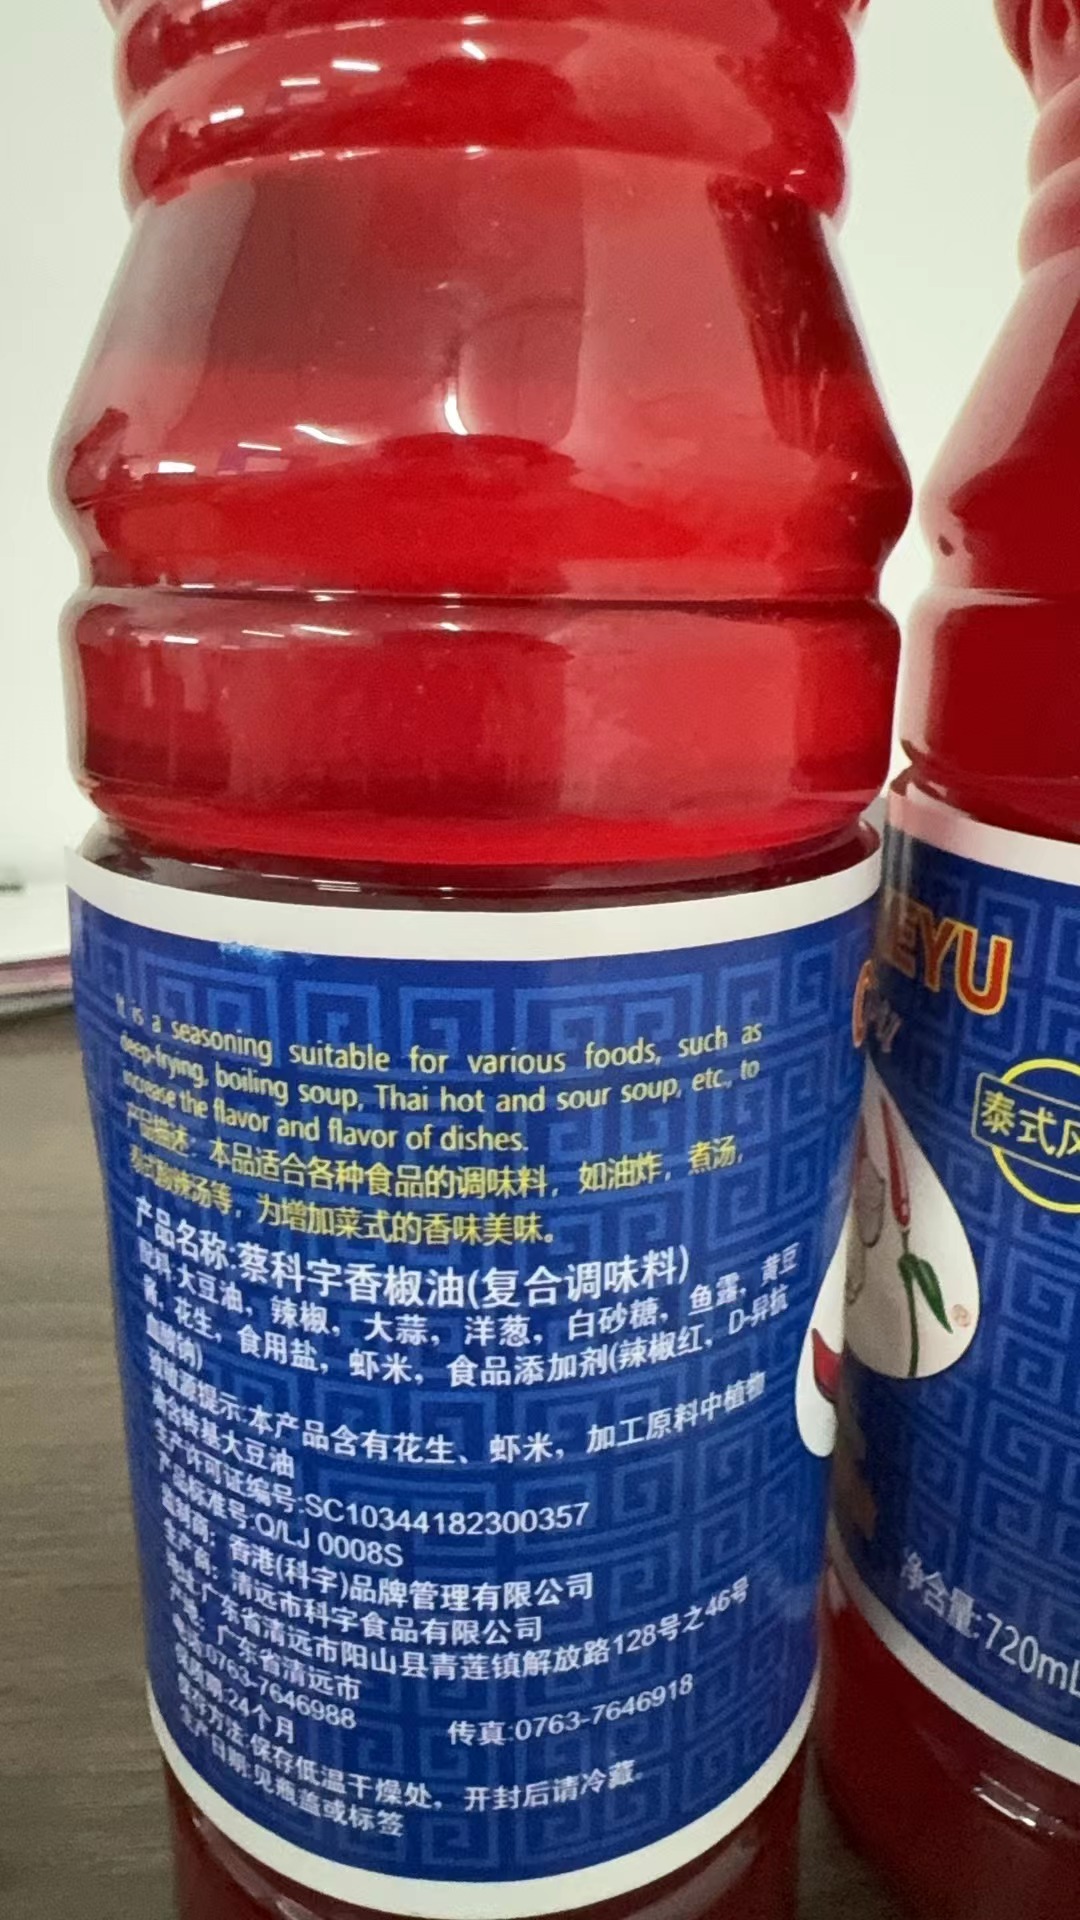 It is a seasoning suitable for various foods, such as
deep-frying, boiling soup, Thai hot and sour soup, etc., to
increase the flavor and flavor of dishes.
产品描述: 本品适合各种食品的调味料，如油炸，煮汤，
泰式酸辣汤等，为增加菜式的香味美味。
产品名称:蔡科宇香椒油(复合调味料)
配料:大豆油，辣椒，大蒜，洋葱，白砂糖，鱼露，黄豆
酱，花生，食用盐，虾米，食品添加剂(辣椒红，D-异抗
血酸钠)
致敏源提示:本产品含有花生、虾米，加工原料中植物
油含转基大豆油
生产许可证编号:SC10344182300357
产品标准号:Q/LJ 0008S
监制商：香港(科宇)品牌管理有限公司
生产商：清远市科宇食品有限公司
地址:广东省清远市阳山县青莲镇解放路128号之46号
产地：广东省清远市
电话:0763-7646988 传真:0763-7646918
保质期:24个月
保存方法:保存低温干燥处，开封后请冷藏。
生产日期:见瓶盖或标签
EYU
泰式风
净含量:720mL